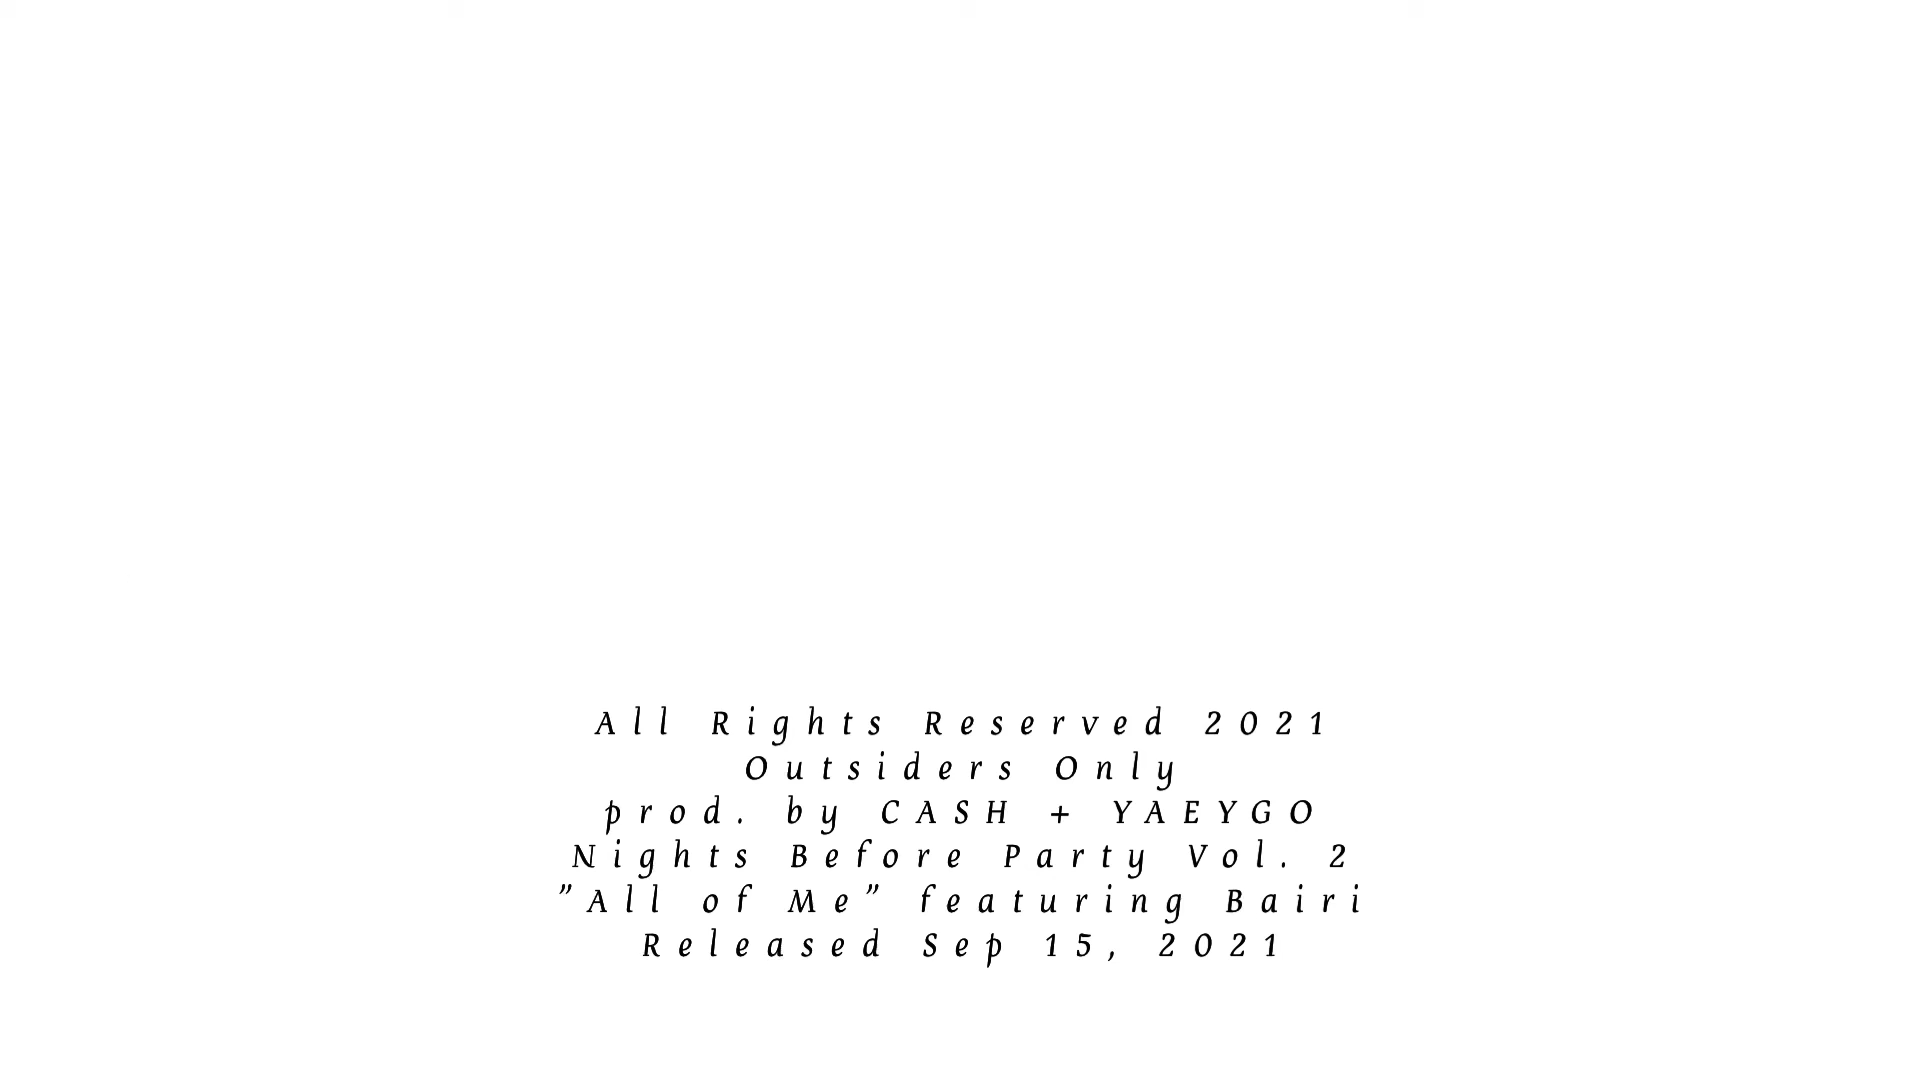 All Rights Reserved 2021
Outsiders Only
prod. by CASH + YAEYGO
Nights Before Party Vol. 2
"All of Me" featuring Bairi
Released Sep 15, 2021